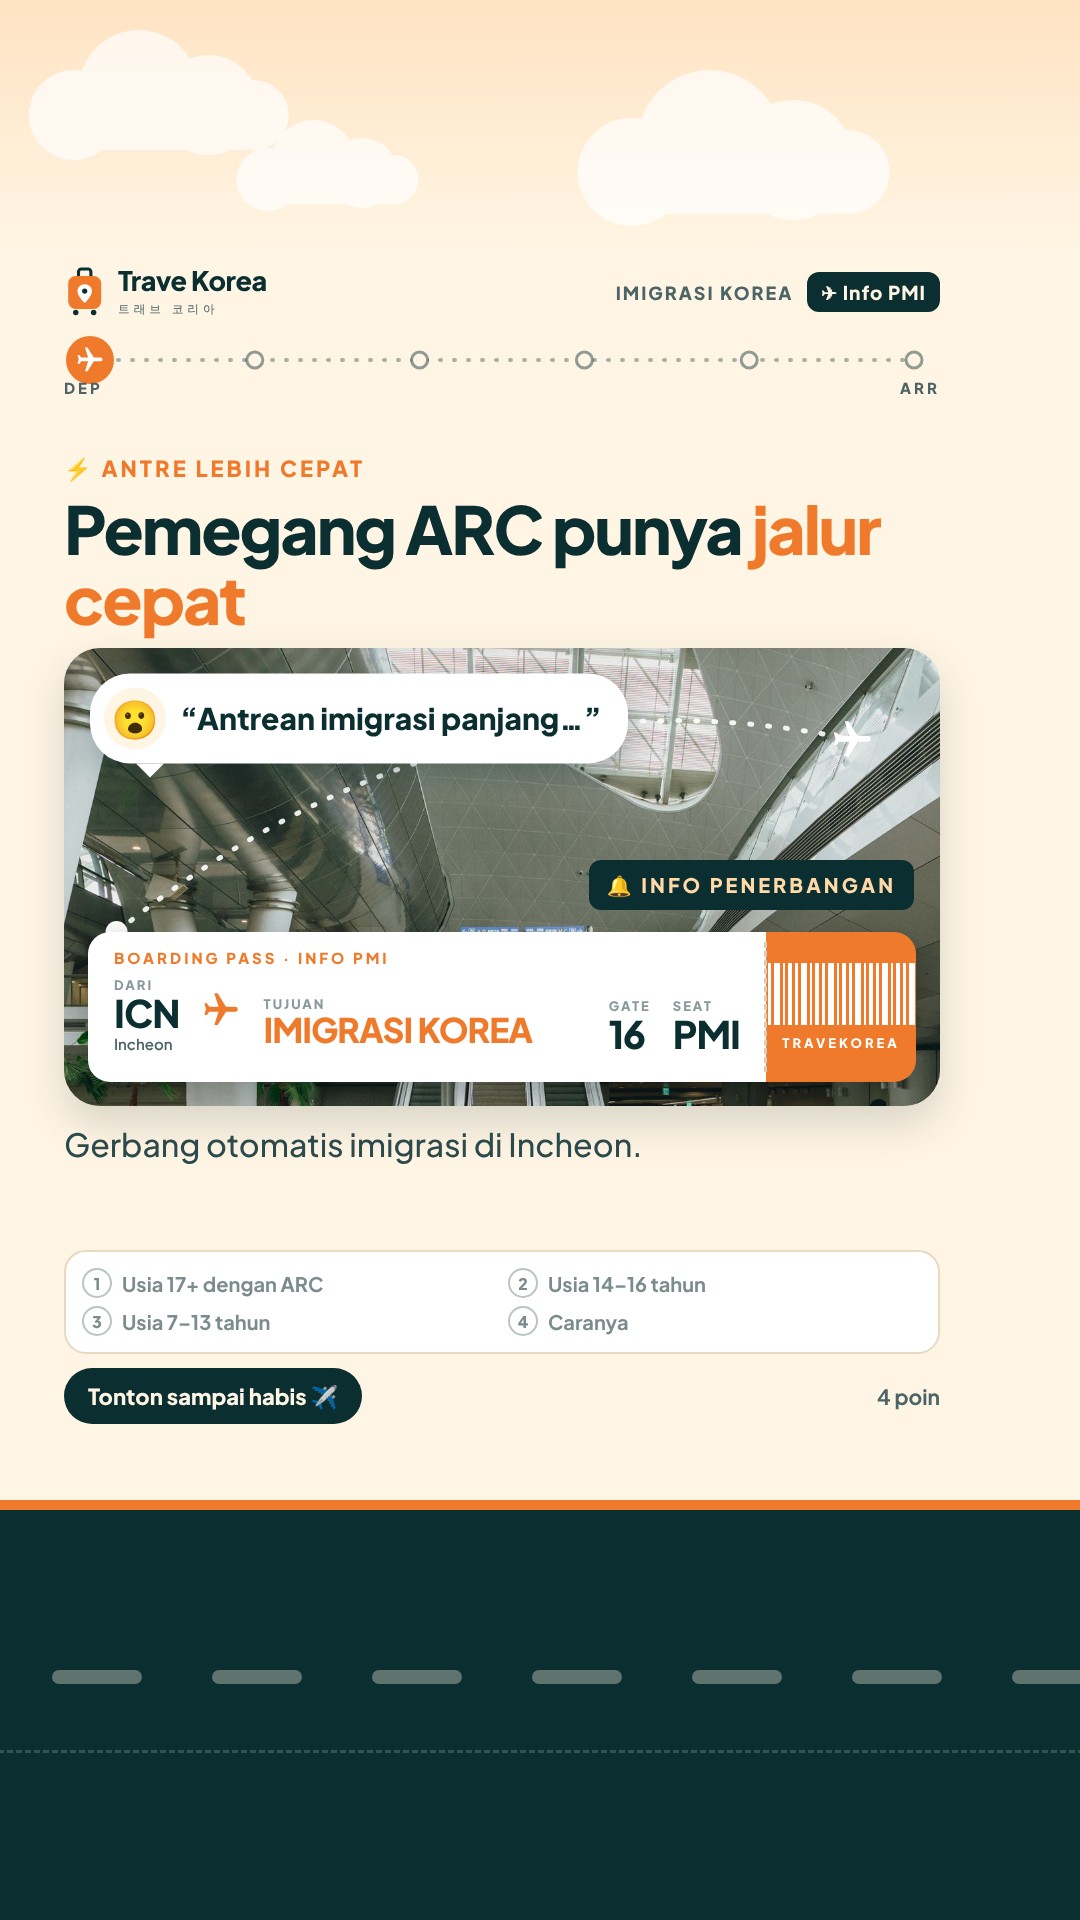 Trave Korea
트래브 코리아
IMIGRASI KOREA
✈ Info PMI
DEP
ARR
⚡ ANTRE LEBIH CEPAT
Pemegang ARC punya jalur
cepat
😮 “Antrean imigrasi panjang…”
🔔 INFO PENERBANGAN
BOARDING PASS · INFO PMI
DARI
ICN
Incheon
TUJUAN
IMIGRASI KOREA
GATE
16
SEAT
PMI
TRAVEKOREA
Gerbang otomatis imigrasi di Incheon.
1 Usia 17+ dengan ARC
2 Usia 14–16 tahun
3 Usia 7–13 tahun
4 Caranya
Tonton sampai habis ✈️
4 poin